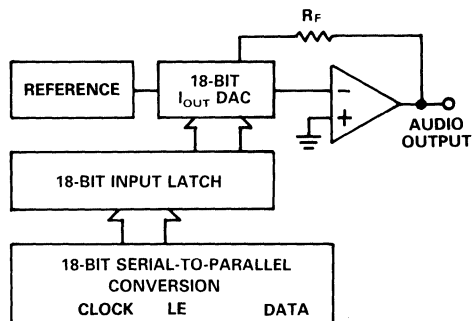 R_F
REFERENCE
18-BIT
I_OUT DAC
−
+
AUDIO
OUTPUT
18-BIT INPUT LATCH
18-BIT SERIAL-TO-PARALLEL
CONVERSION
CLOCK LE DATA